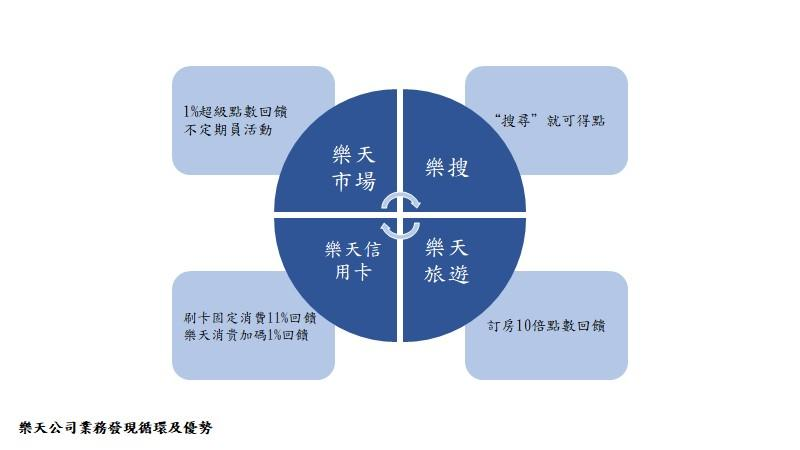 1%超級點數回饋
不定期員活動
樂天
市場
樂搜
“搜尋”就可得點
樂天信
用卡
樂天
旅遊
刷卡固定消費11%回饋
樂天消貴加碼1%回饋
訂房10倍點數回饋
樂天公司業務發現循環及優勢